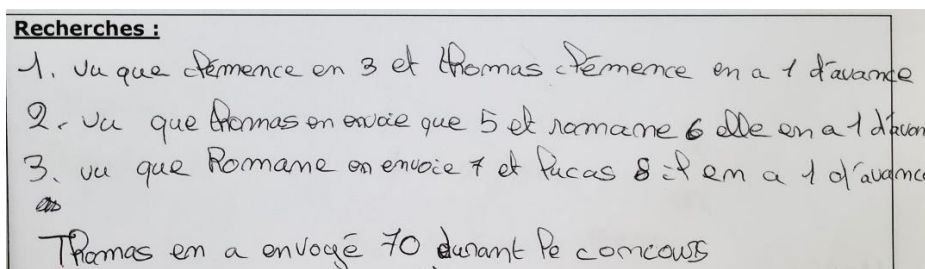 Recherches :
1. Vu que Clémence en 3 et thomas Clémence en a 1 d'avance
2. Vu que thomas en envoie que 5 et romane 6 elle en a 1 d'avan
3. vu que Romane en envoie 7 et Lucas 8 il en a 1 d'avance
Thomas en a envoyé 70 durant le concours